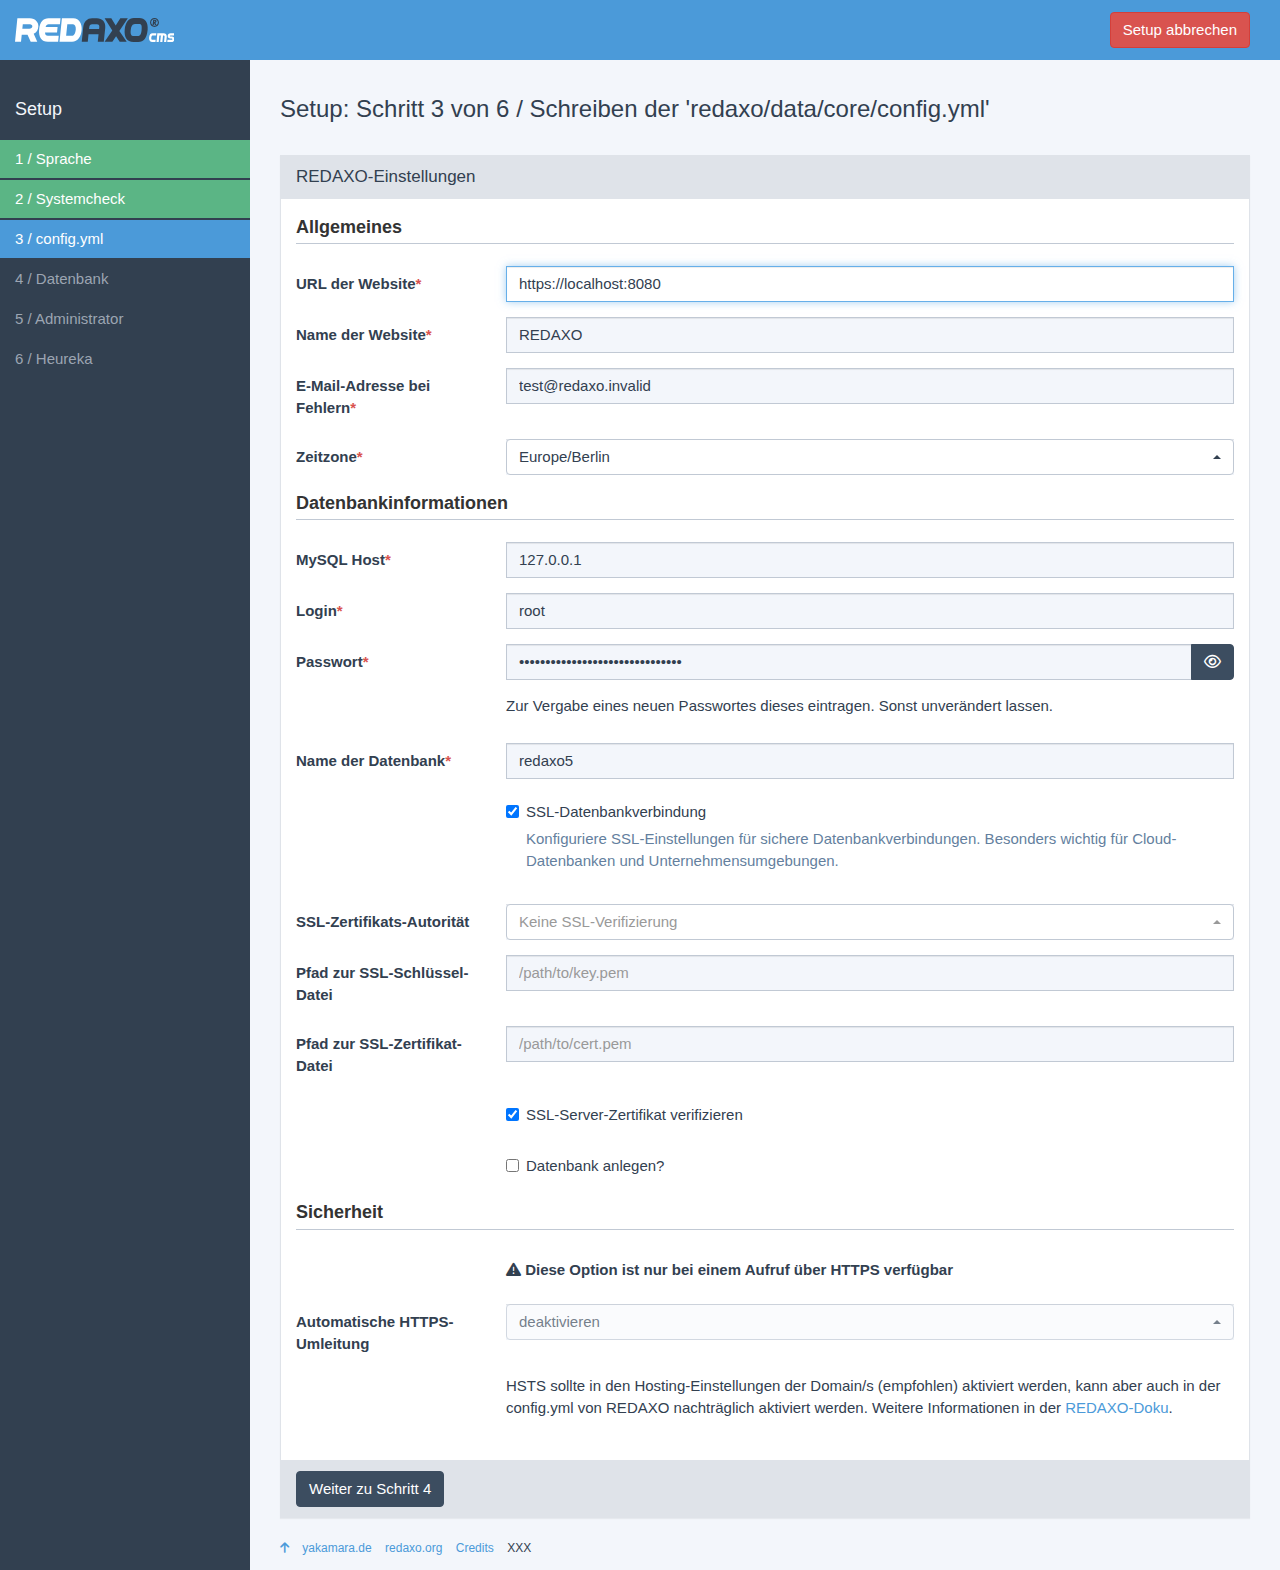 REDAXO® cms
Setup abbrechen
Setup
1 / Sprache
2 / Systemcheck
3 / config.yml
4 / Datenbank
5 / Administrator
6 / Heureka
Setup: Schritt 3 von 6 / Schreiben der 'redaxo/data/core/config.yml'
REDAXO-Einstellungen
Allgemeines
URL der Website*
https://localhost:8080
Name der Website*
REDAXO
E-Mail-Adresse bei
Fehlern*
test@redaxo.invalid
Zeitzone*
Europe/Berlin
Datenbankinformationen
MySQL Host*
127.0.0.1
Login*
root
Passwort*
•••••••••••••••••••••••••••••••
Zur Vergabe eines neuen Passwortes dieses eintragen. Sonst unverändert lassen.
Name der Datenbank*
redaxo5
SSL-Datenbankverbindung
Konfiguriere SSL-Einstellungen für sichere Datenbankverbindungen. Besonders wichtig für Cloud-
Datenbanken und Unternehmensumgebungen.
SSL-Zertifikats-Autorität
Keine SSL-Verifizierung
Pfad zur SSL-Schlüssel-
Datei
/path/to/key.pem
Pfad zur SSL-Zertifikat-
Datei
/path/to/cert.pem
SSL-Server-Zertifikat verifizieren
Datenbank anlegen?
Sicherheit
Diese Option ist nur bei einem Aufruf über HTTPS verfügbar
Automatische HTTPS-
Umleitung
deaktivieren
HSTS sollte in den Hosting-Einstellungen der Domain/s (empfohlen) aktiviert werden, kann aber auch in der
config.yml von REDAXO nachträglich aktiviert werden. Weitere Informationen in der REDAXO-Doku.
Weiter zu Schritt 4
yakamara.de redaxo.org Credits XXX